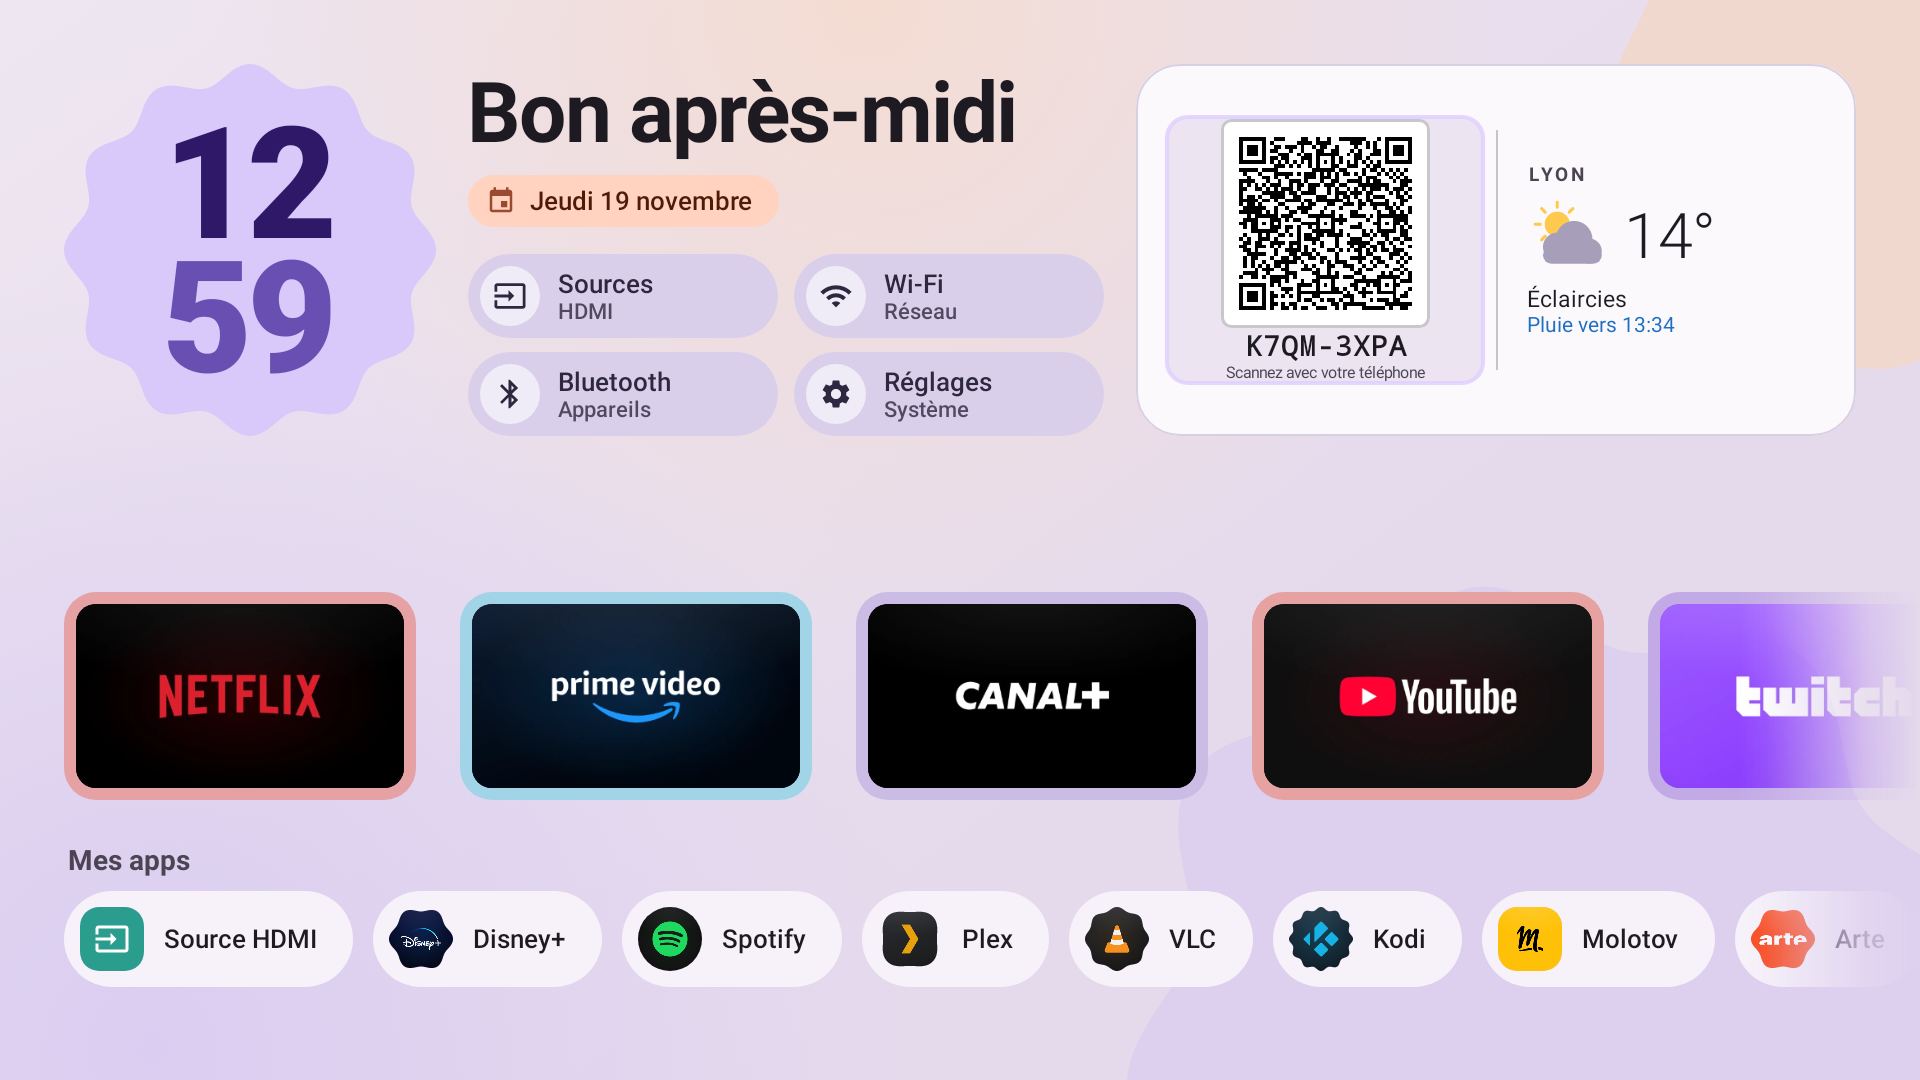 12
59
Bon après-midi
Jeudi 19 novembre
Sources
HDMI
Wi-Fi
Réseau
Bluetooth
Appareils
Réglages
Système
K7QM-3XPA
Scannez avec votre téléphone
LYON
14°
Éclaircies
Pluie vers 13:34
NETFLIX
prime video
CANAL+
YouTube
twitch
Mes apps
Source HDMI
Disney+
Disney+
Spotify
Plex
VLC
Kodi
M.
Molotov
arte
Arte